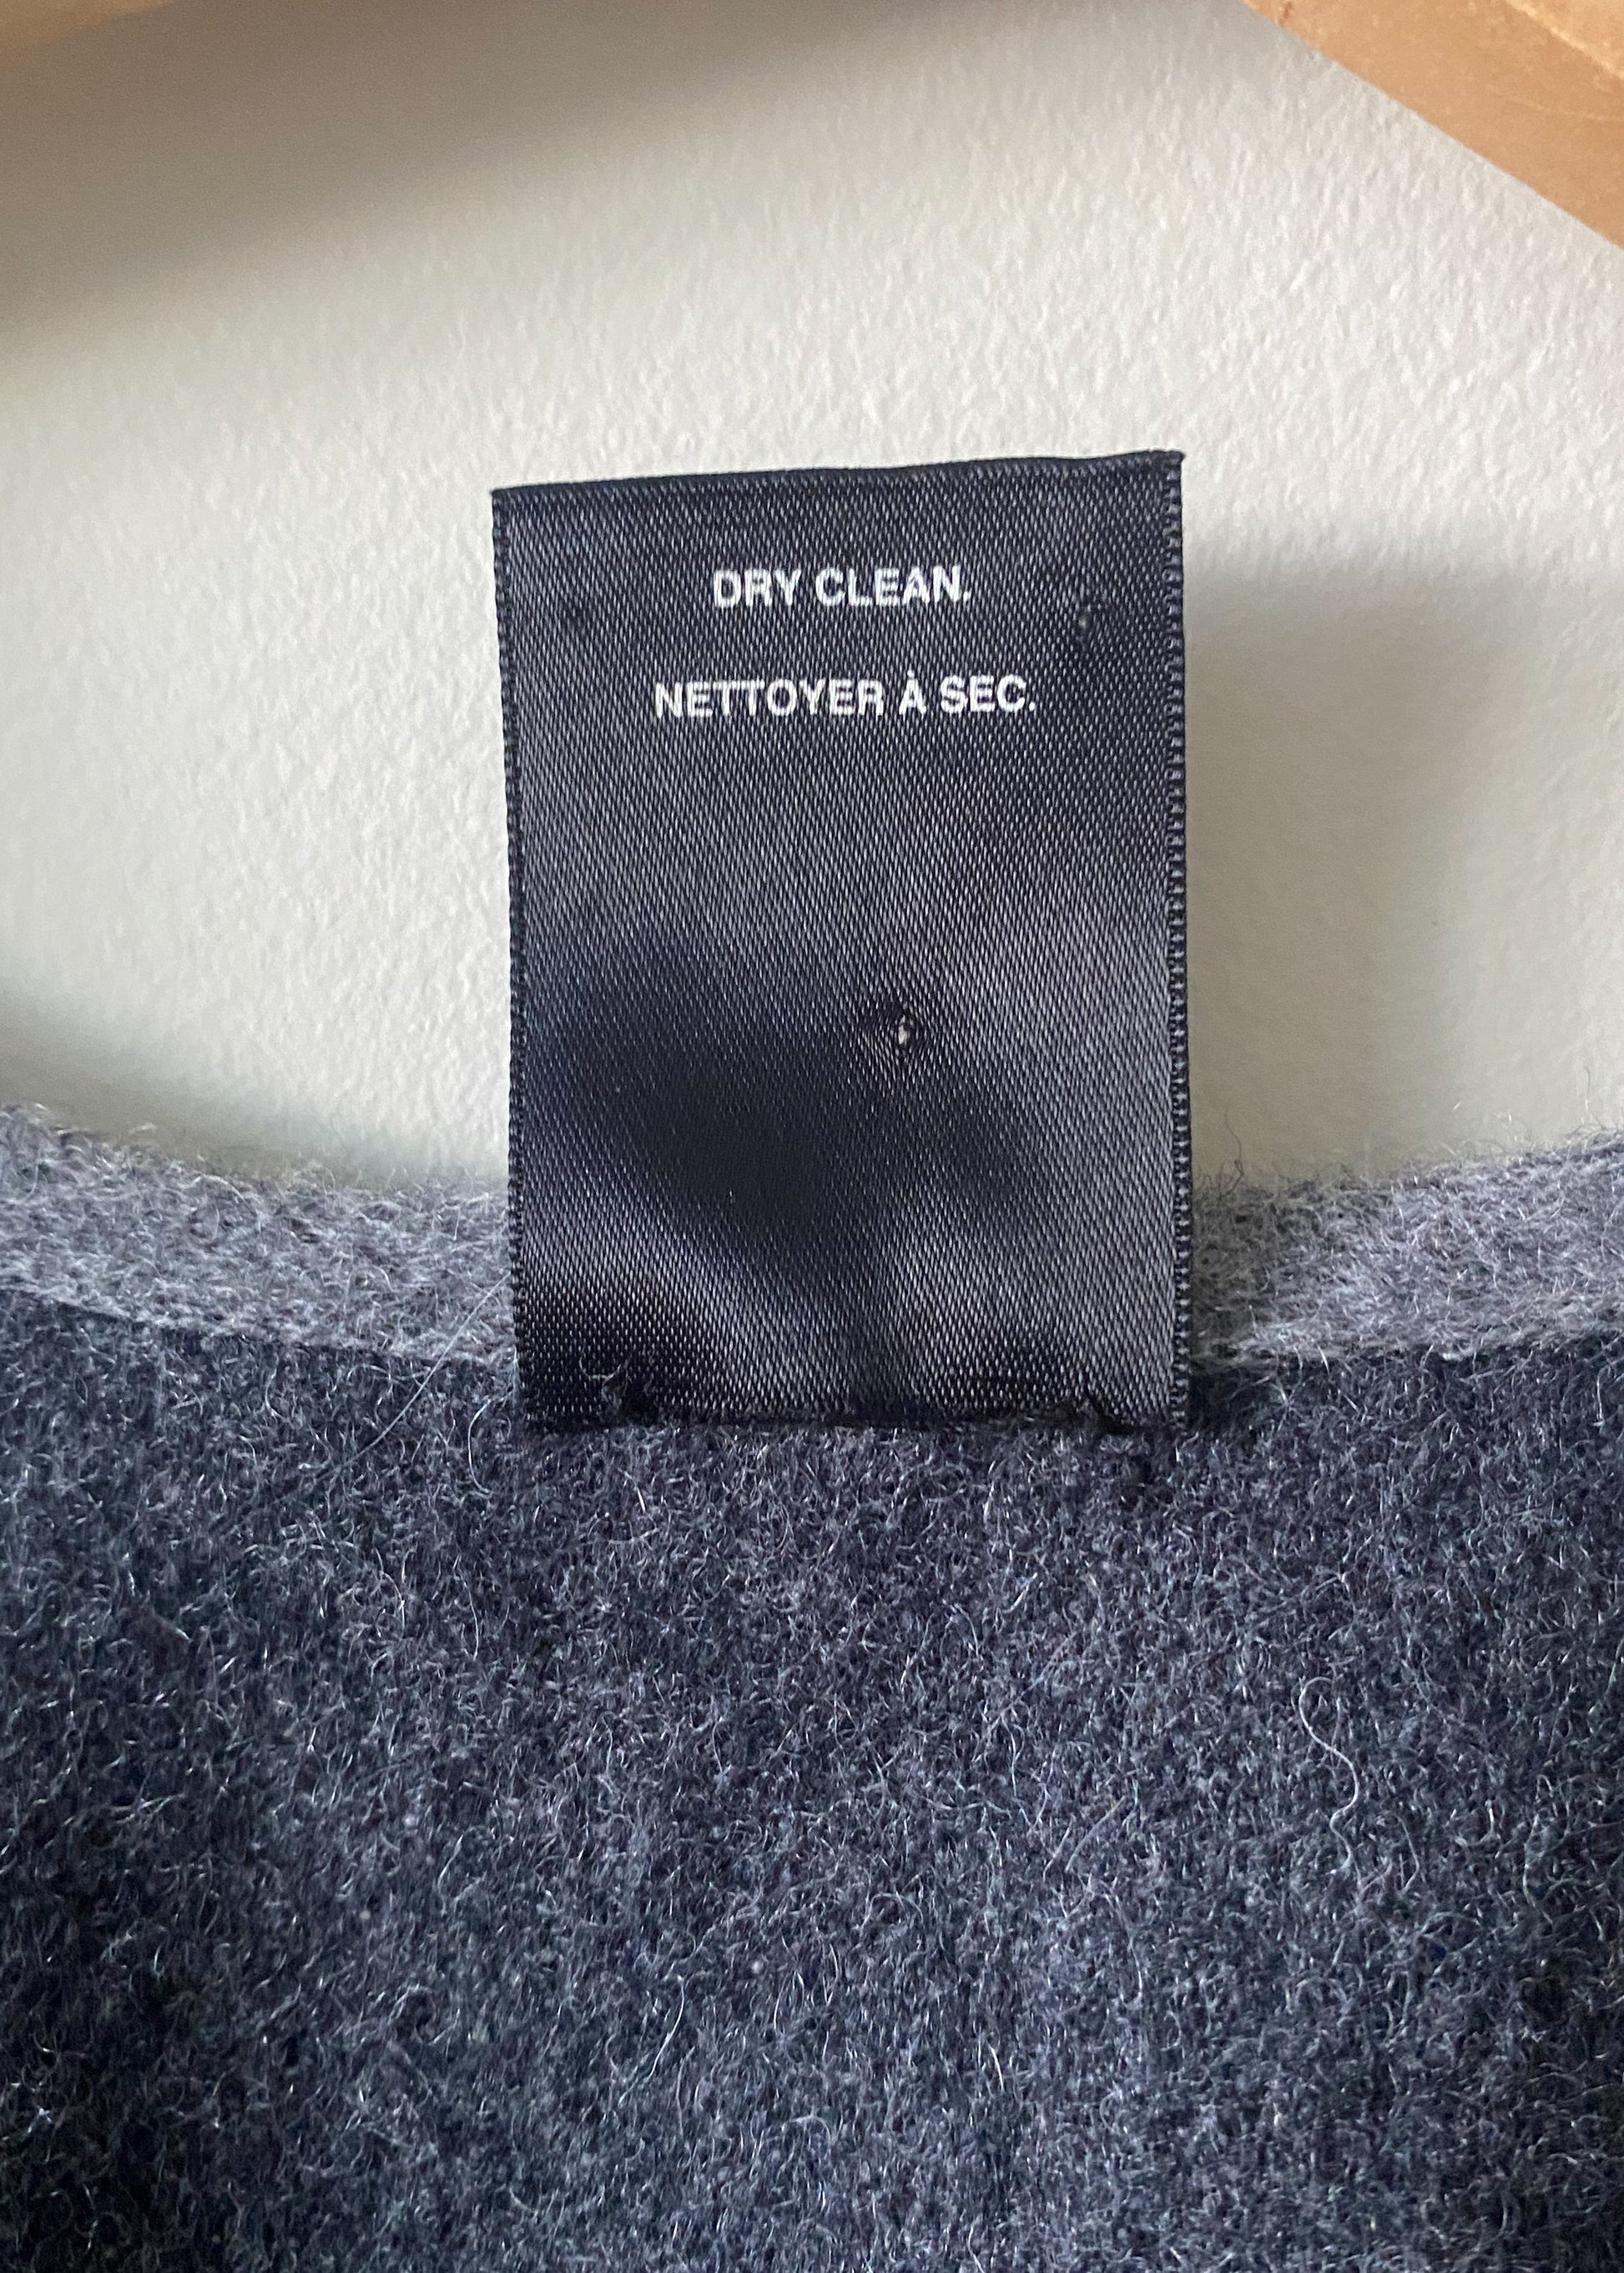 DRY CLEAN.
NETTOYER À SEC.